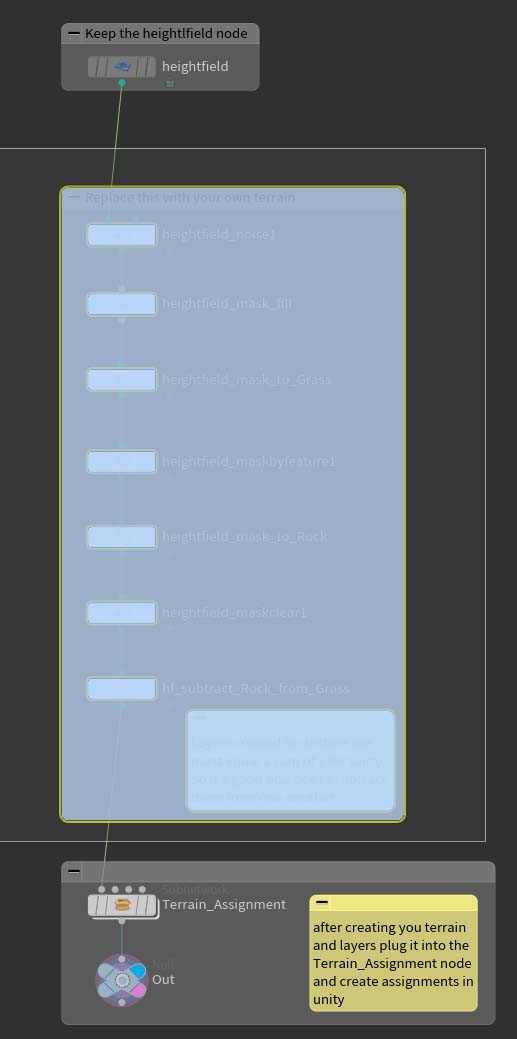 Keep the heightlfield node
heightfield
Replace this with your own terrain
heightfield_noise1
heightfield_mask_fill
heightfield_mask_to_Grass
heightfield_maskbyfeature1
heightfield_mask_to_Rock
heightfield_maskclear1
hf_subtract_Rock_from_Grass
Subnetwork
Terrain_Assignment
Null
Out
after creating you terrain
and layers plug it into the
Terrain_Assignment node
and create assignments in
unity